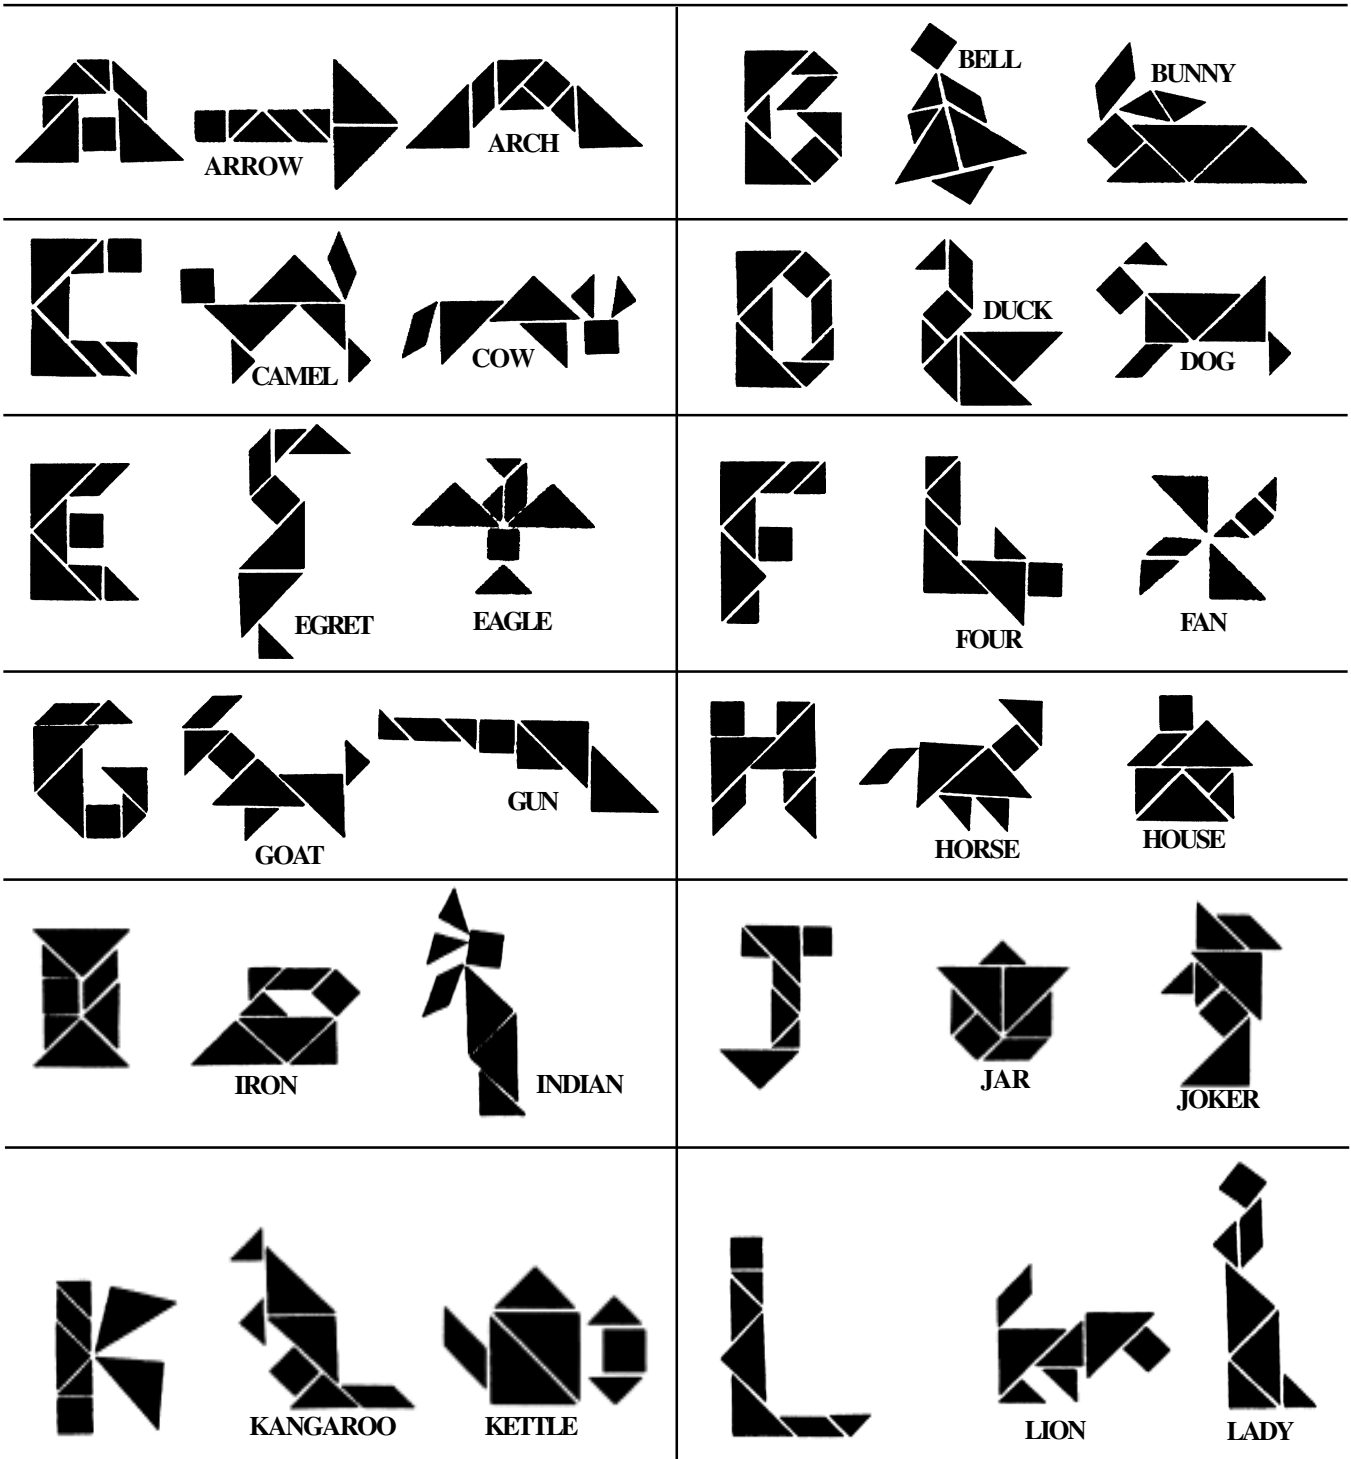 ARROW
ARCH
BELL
BUNNY
CAMEL
COW
DUCK
DOG
EGRET
EAGLE
FOUR
FAN
GOAT
GUN
HORSE
HOUSE
IRON
INDIAN
JAR
JOKER
KANGAROO
KETTLE
LION
LADY